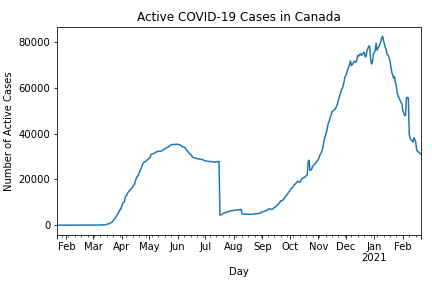 Active COVID-19 Cases in Canada
Number of Active Cases
80000
60000
40000
20000
0
Feb Mar Apr May Jun Jul Aug Sep Oct Nov Dec Jan Feb
2021
Day